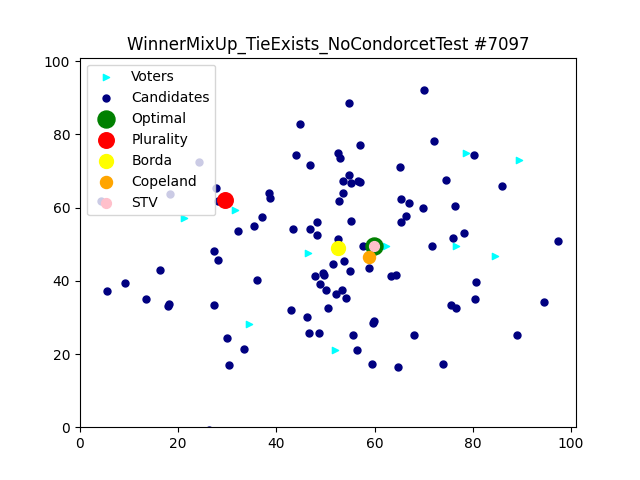 WinnerMixUp_TieExists_NoCondorcetTest #7097
100
80
60
40
20
0
Voters
Candidates
Optimal
Plurality
Borda
Copeland
STV
0 20 40 60 80 100